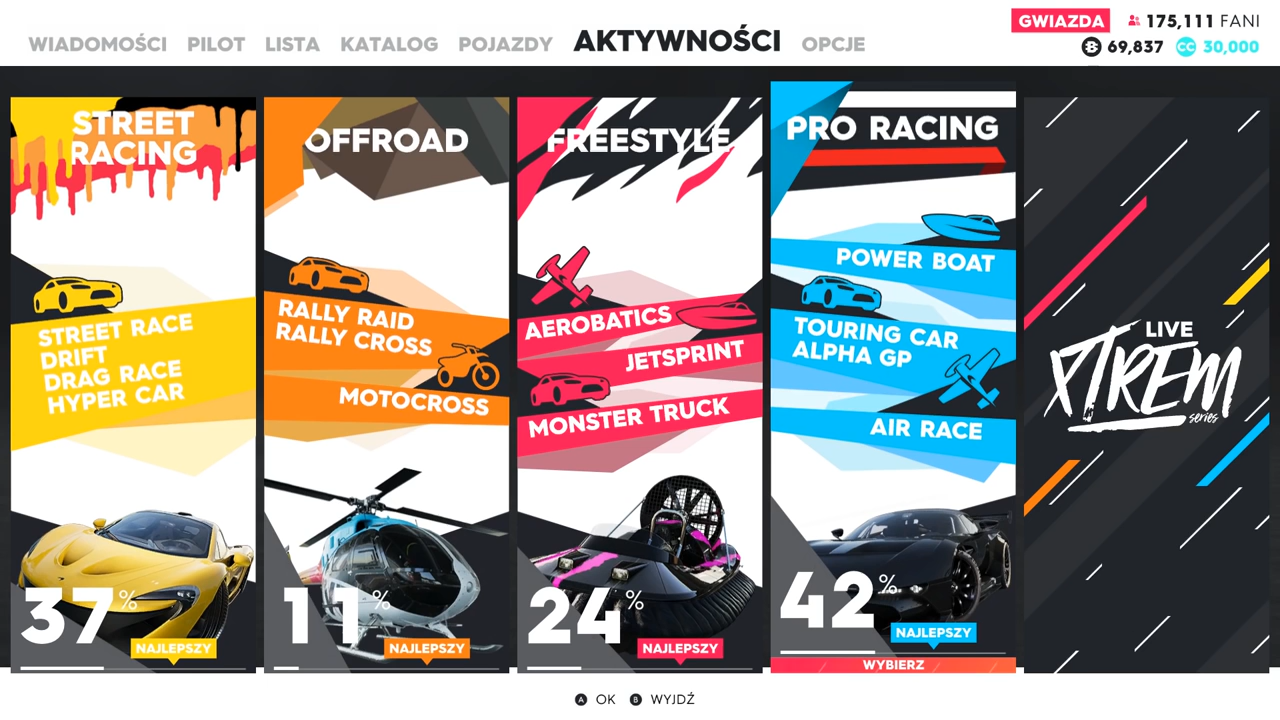 WIADOMOŚCI PILOT LISTA KATALOG POJAZDY AKTYWNOŚCI OPCJE
GWIAZDA 175,111 FANI
69,837 CC 30,000
STREET
RACING
STREET RACE
DRIFT
DRAG RACE
HYPER CAR
37%
NAJLEPSZY
OFFROAD
RALLY RAID
RALLY CROSS
MOTOCROSS
11%
NAJLEPSZY
FREESTYLE
AEROBATICS
JETSPRINT
MONSTER TRUCK
24%
NAJLEPSZY
PRO RACING
POWER BOAT
TOURING CAR
ALPHA GP
AIR RACE
42%
NAJLEPSZY
WYBIERZ
LIVE
XTREM
series
A OK B WYJDŹ